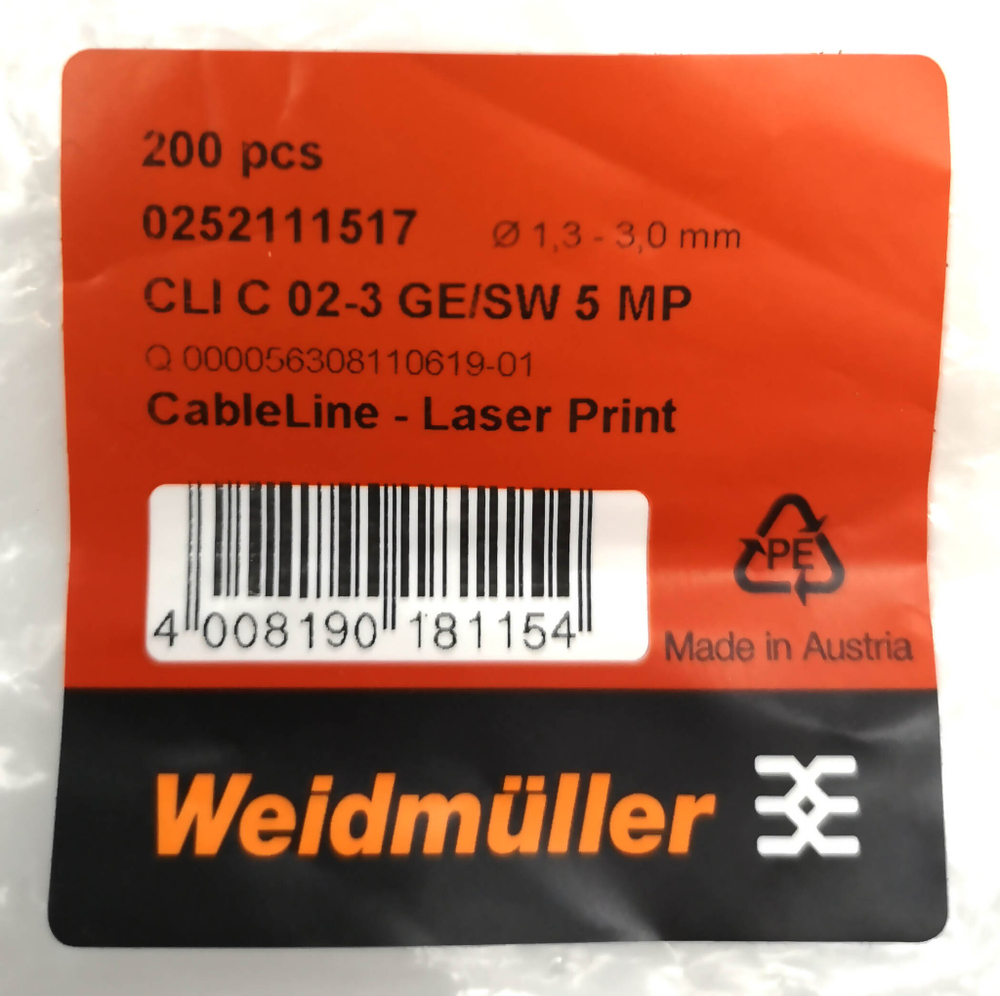 200 pcs
0252111517 Ø 1,3 - 3,0 mm
CLI C 02-3 GE/SW 5 MP
Q 000056308110619-01
CableLine - Laser Print
4 008190 181154
PE
Made in Austria
Weidmüller